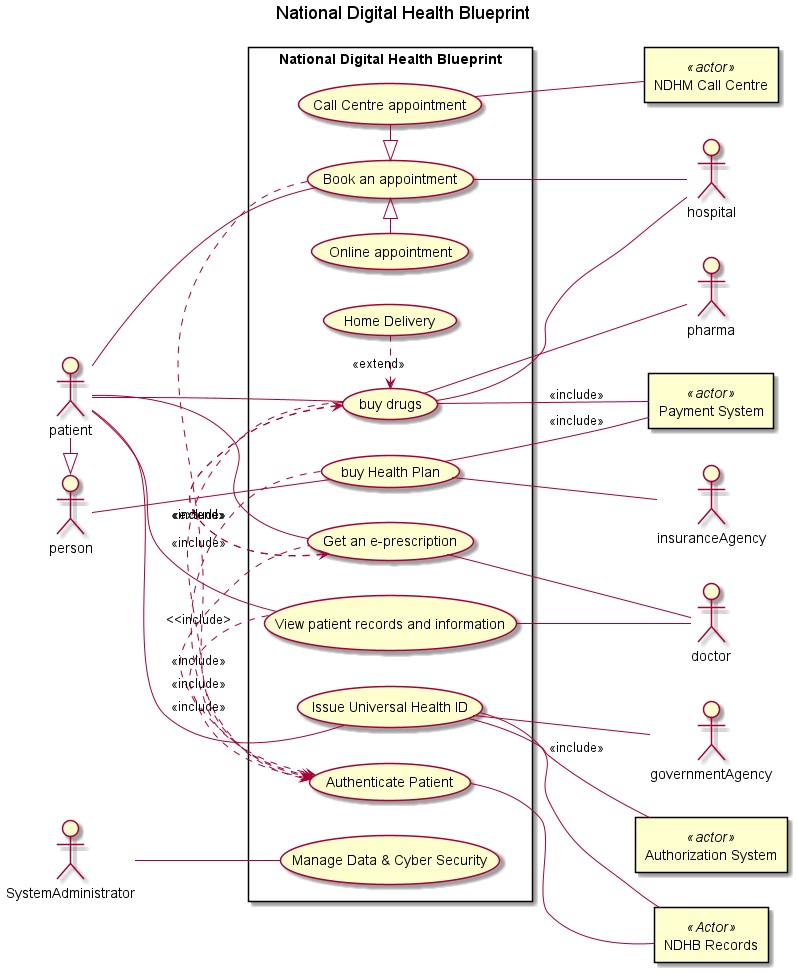 National Digital Health Blueprint
National Digital Health Blueprint
Call Centre appointment
«actor»
NDHM Call Centre
Book an appointment
hospital
Online appointment
Home Delivery
pharma
«extend»
«actor»
Payment System
«include»
«include»
patient
buy drugs
buy Health Plan
person
insuranceAgency
«include»
Get an e-prescription
<<include>
View patient records and information
doctor
«include»
«include»
«include»
Issue Universal Health ID
«include»
governmentAgency
Authenticate Patient
«actor»
Authorization System
Manage Data & Cyber Security
SystemAdministrator
«Actor»
NDHB Records